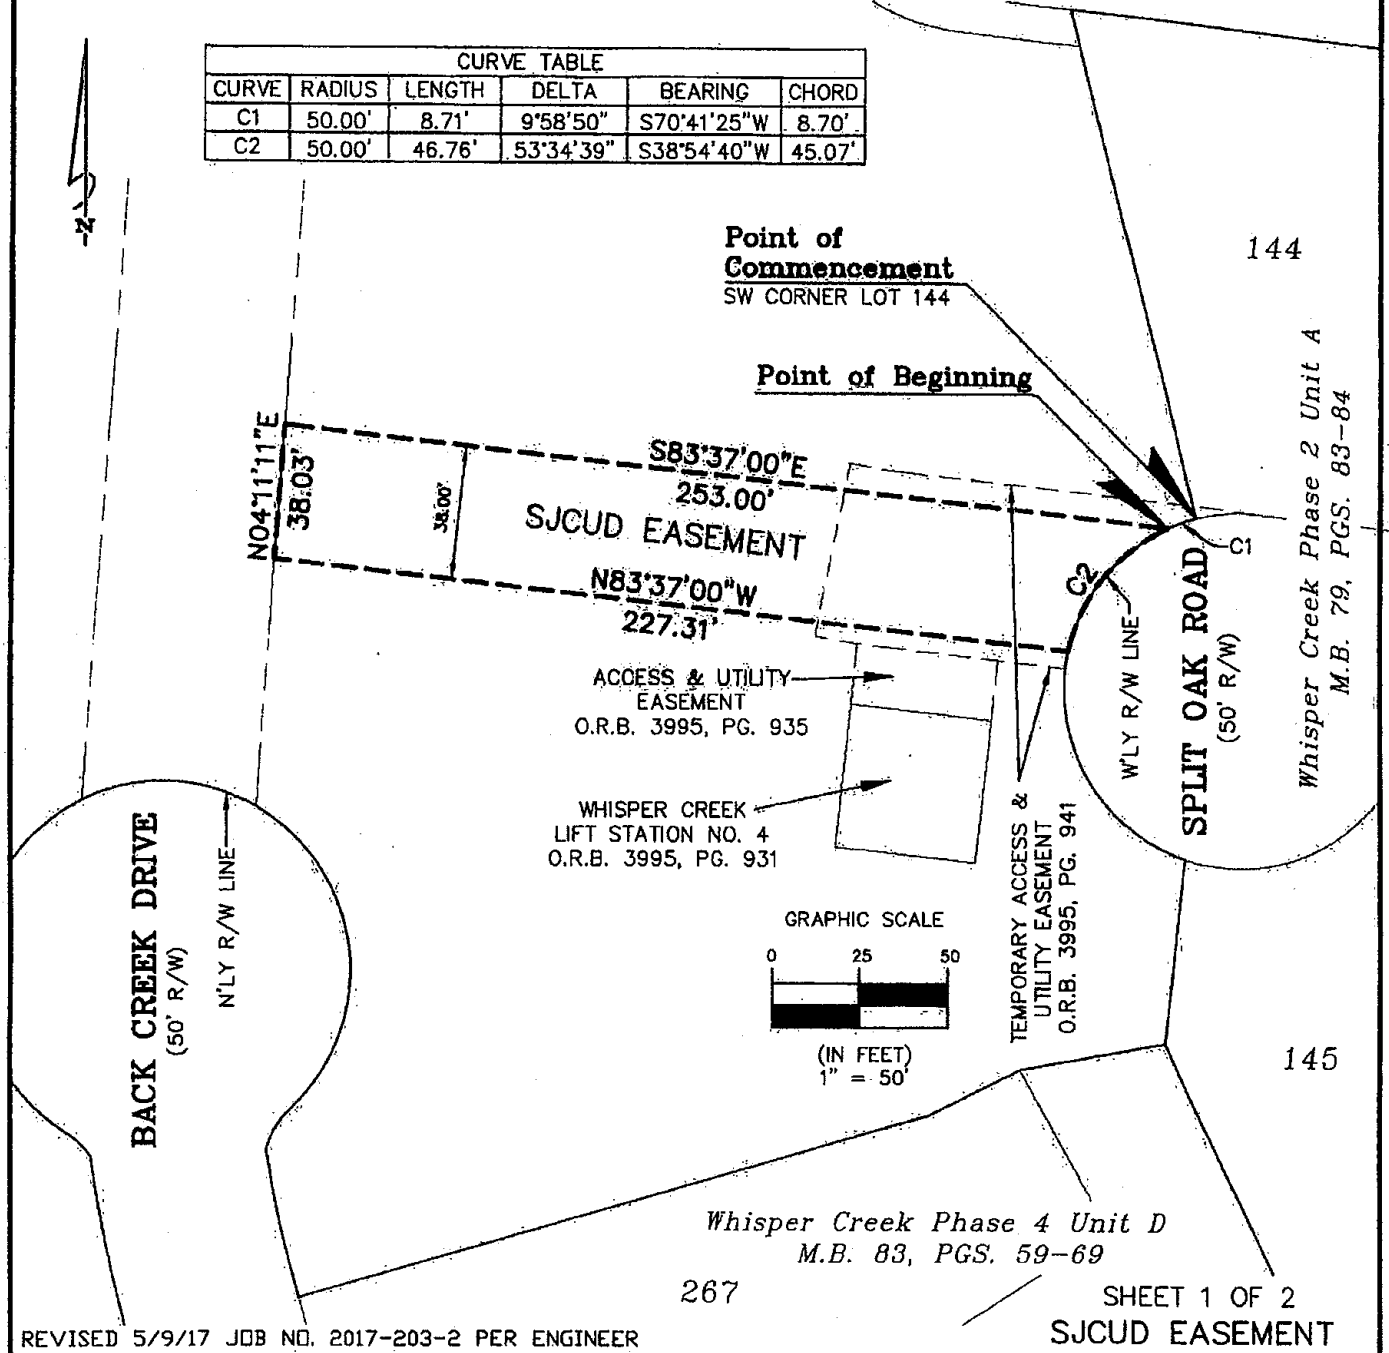 CURVE TABLE
CURVE RADIUS LENGTH DELTA BEARING CHORD
C1 50.00' 8.71' 9°58'50" S70°41'25"W 8.70'
C2 50.00' 46.76' 53°34'39" S38°54'40"W 45.07'
N
Point of
Commencement
SW CORNER LOT 144
144
Point of Beginning
Whisper Creek Phase 2 Unit A
M.B. 79, PGS. 83-84
N04°11'11"E
38.03'
38.00'
S83°37'00"E
253.00'
SJCUD EASEMENT
N83°37'00"W
227.31'
C1
C2
W'LY R/W LINE
SPLIT OAK ROAD
(50' R/W)
ACCESS & UTILITY
EASEMENT
O.R.B. 3995, PG. 935
WHISPER CREEK
LIFT STATION NO. 4
O.R.B. 3995, PG. 931
TEMPORARY ACCESS &
UTILITY EASEMENT
O.R.B. 3995, PG. 941
BACK CREEK DRIVE
(50' R/W)
N'LY R/W LINE
GRAPHIC SCALE
0 25 50
(IN FEET)
1" = 50'
145
Whisper Creek Phase 4 Unit D
M.B. 83, PGS. 59-69
267
SHEET 1 OF 2
SJCUD EASEMENT
REVISED 5/9/17 JOB NO. 2017-203-2 PER ENGINEER